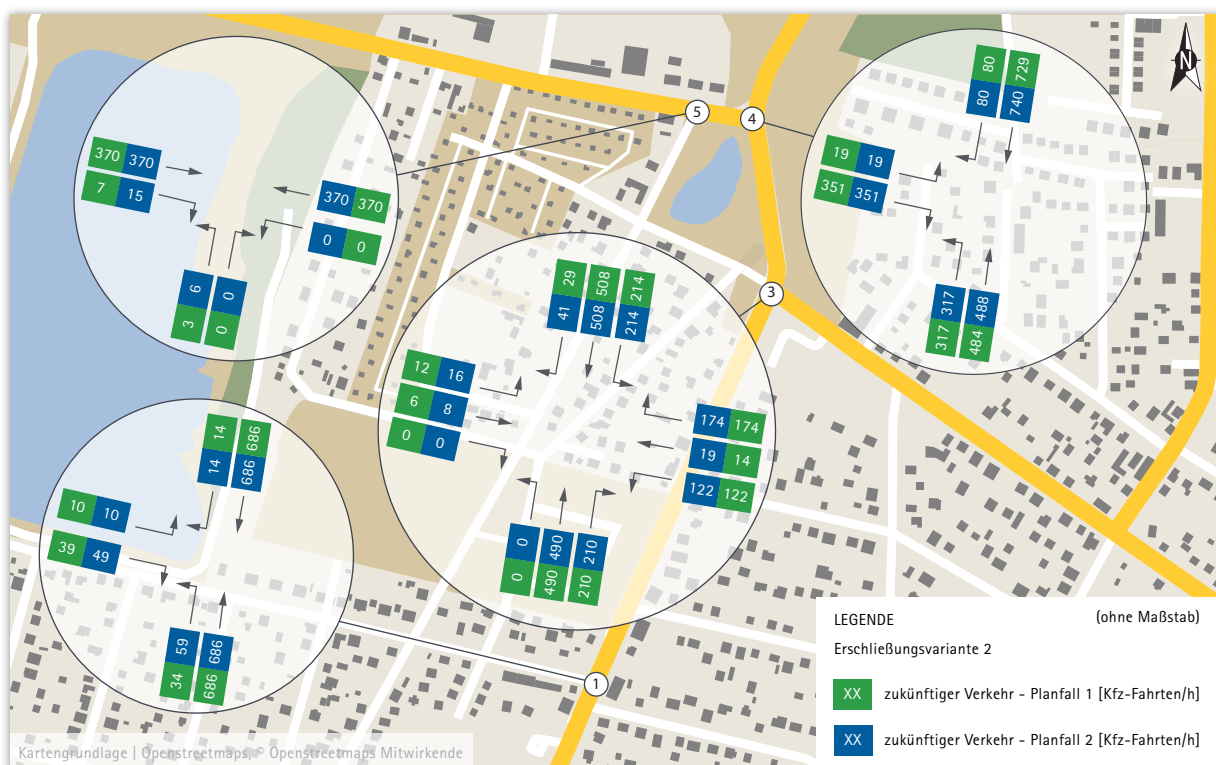 N
5
4
3
1
370 370
7 15
370 370
0 0
6 0
3 0
80 729
80 740
19 19
351 351
317 488
317 484
29 508 214
41 508 214
12 16
6 8
0 0
174 174
19 14
122 122
0 490 210
0 490 210
14 686
14 686
10 10
39 49
59 686
34 686
LEGENDE (ohne Maßstab)
Erschließungsvariante 2
XX zukünftiger Verkehr - Planfall 1 [Kfz-Fahrten/h]
XX zukünftiger Verkehr - Planfall 2 [Kfz-Fahrten/h]
Kartengrundlage | Openstreetmaps, © Openstreetmaps Mitwirkende